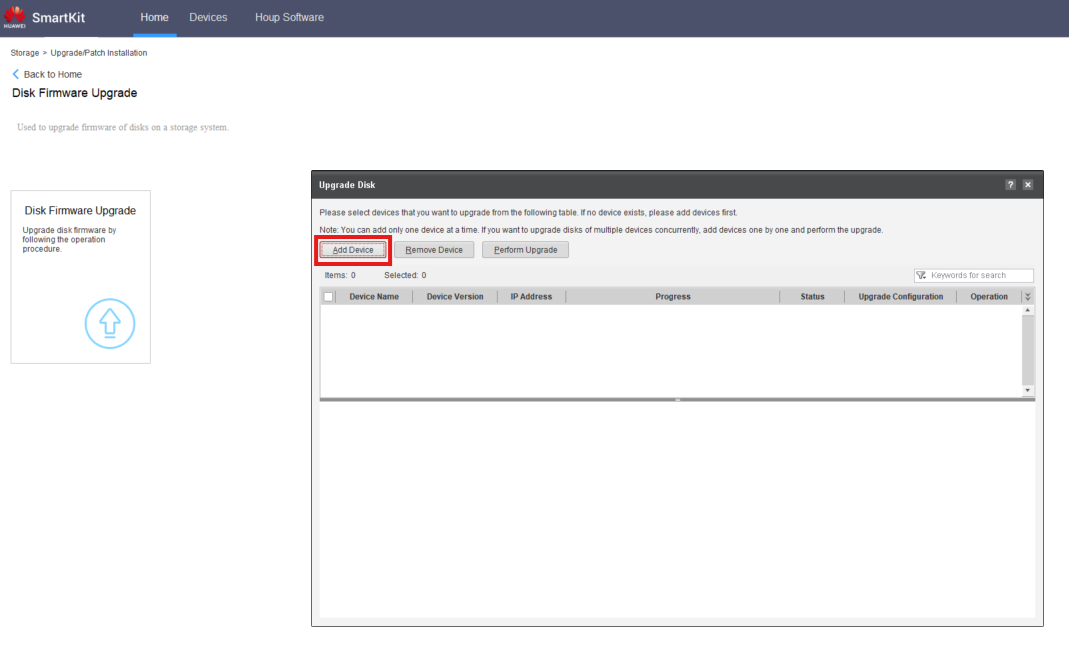 HUAWEI
SmartKit
Home
Devices
Houp Software
Storage > Upgrade/Patch Installation
Back to Home
Disk Firmware Upgrade
Used to upgrade firmware of disks on a storage system.
Disk Firmware Upgrade
Upgrade disk firmware by
following the operation
procedure.
Upgrade Disk
?
Please select devices that you want to upgrade from the following table. If no device exists, please add devices first.
Note: You can add only one device at a time. If you want to upgrade disks of multiple devices concurrently, add devices one by one and perform the upgrade.
Add Device
Remove Device
Perform Upgrade
Items: 0
Selected: 0
Keywords for search
Device Name
Device Version
IP Address
Progress
Status
Upgrade Configuration
Operation